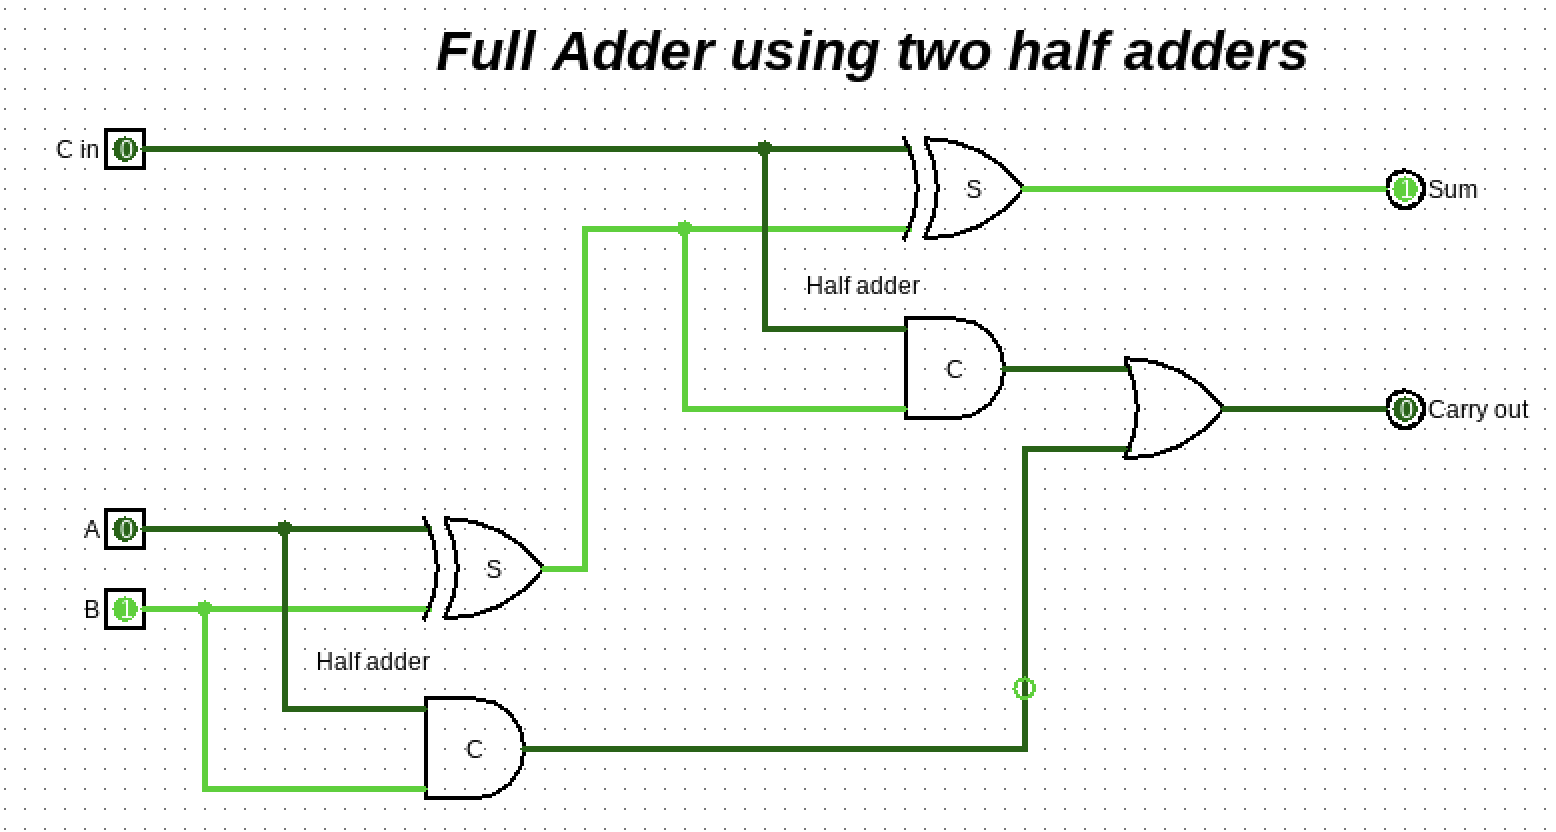 Full Adder using two half adders
C in 0
S
1 Sum
Half adder
C
0 Carry out
A 0
S
B 1
Half adder
C